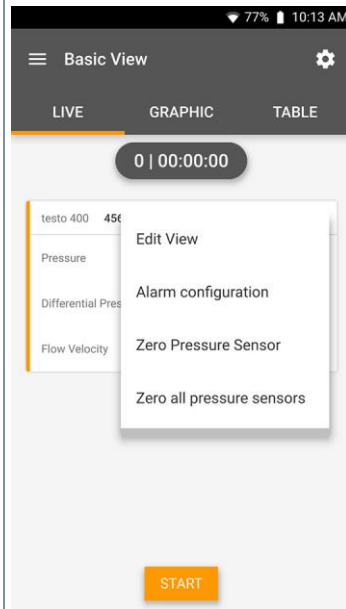 77% 10:13 AM
Basic View
LIVE GRAPHIC TABLE
0 | 00:00:00
testo 400
Edit View
Pressure
Alarm configuration
Differential
Zero Pressure Sensor
Flow Velocity
Zero all pressure sensors
START